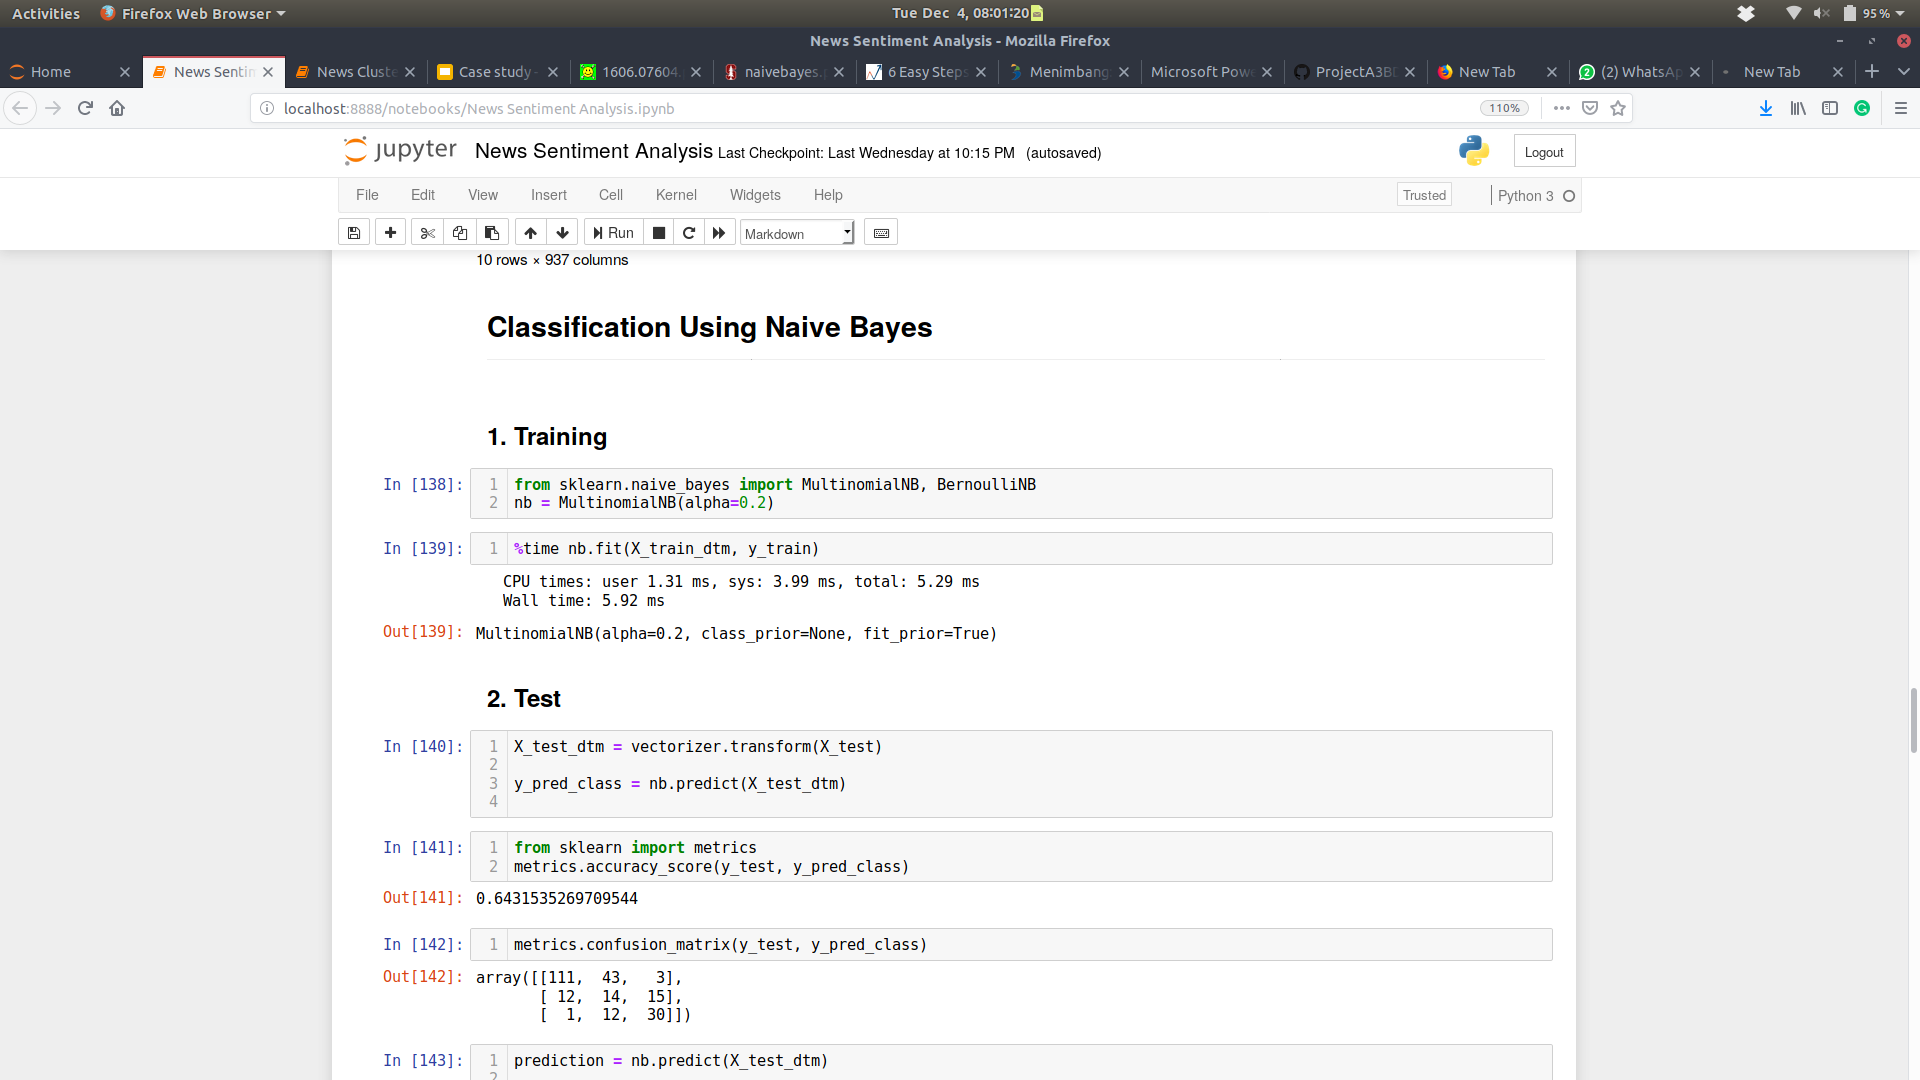 Activities Firefox Web Browser Tue Dec 4, 08:01:20 95%
News Sentiment Analysis - Mozilla Firefox
Home News Sentin News Cluste Case study - 1606.07604. naivebayes.p 6 Easy Steps Menimbang Microsoft Powe ProjectA3B New Tab (2) WhatsAp New Tab
localhost:8888/notebooks/News Sentiment Analysis.ipynb 110%
jupyter News Sentiment Analysis Last Checkpoint: Last Wednesday at 10:15 PM (autosaved) Logout
File Edit View Insert Cell Kernel Widgets Help Trusted Python 3
Run Markdown
10 rows × 937 columns
Classification Using Naive Bayes
1. Training
In [138]: 1 from sklearn.naive_bayes import MultinomialNB, BernoulliNB
2 nb = MultinomialNB(alpha=0.2)
In [139]: 1 %time nb.fit(X_train_dtm, y_train)
CPU times: user 1.31 ms, sys: 3.99 ms, total: 5.29 ms
Wall time: 5.92 ms
Out[139]: MultinomialNB(alpha=0.2, class_prior=None, fit_prior=True)
2. Test
In [140]: 1 X_test_dtm = vectorizer.transform(X_test)
2
3 y_pred_class = nb.predict(X_test_dtm)
4
In [141]: 1 from sklearn import metrics
2 metrics.accuracy_score(y_test, y_pred_class)
Out[141]: 0.6431535269709544
In [142]: 1 metrics.confusion_matrix(y_test, y_pred_class)
Out[142]: array([[111, 43, 3],
[ 12, 14, 15],
[ 1, 12, 30]])
In [143]: 1 prediction = nb.predict(X_test_dtm)
2